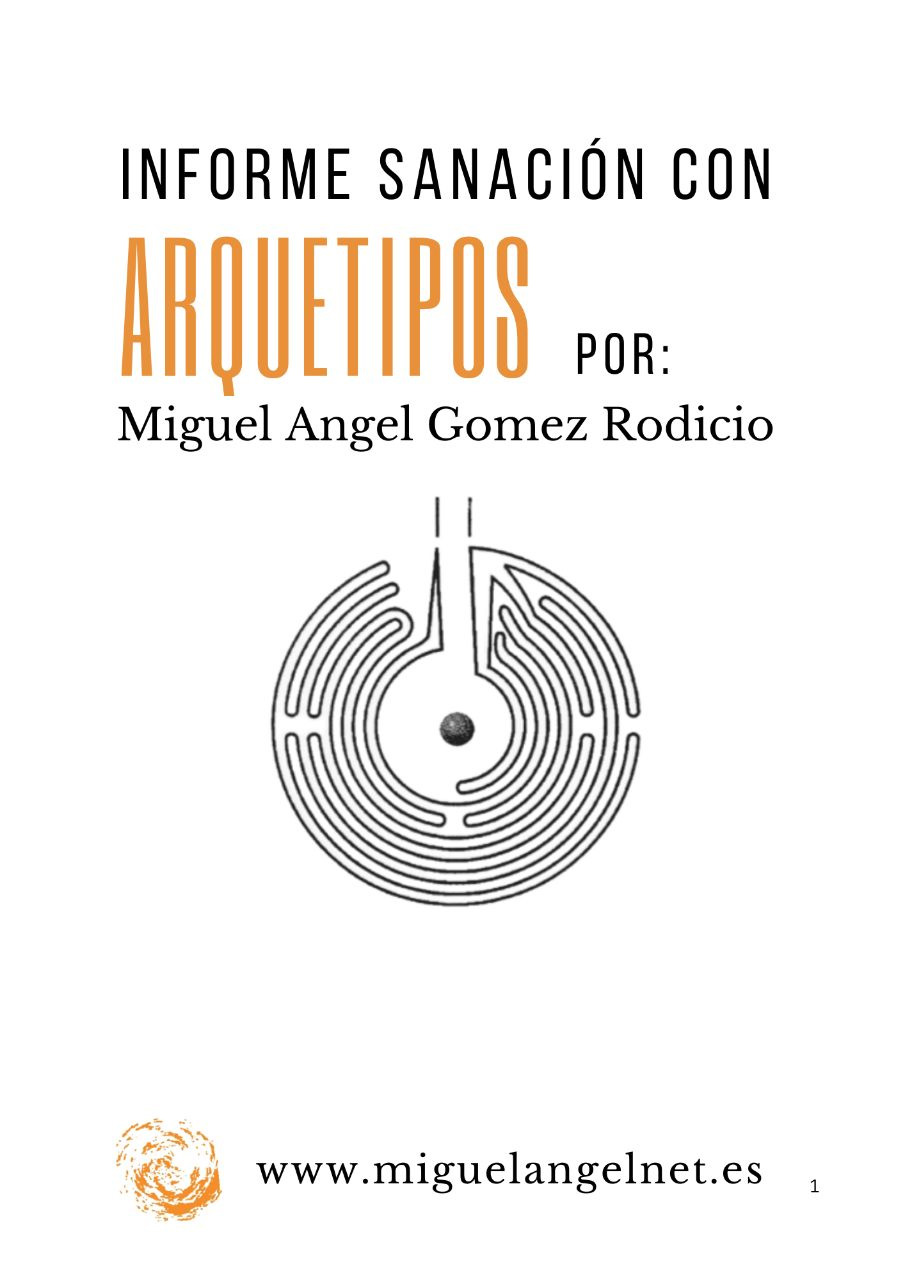 INFORME SANACIÓN CON
ARQUETIPOS POR:
Miguel Angel Gomez Rodicio
www.miguelangelnet.es
1